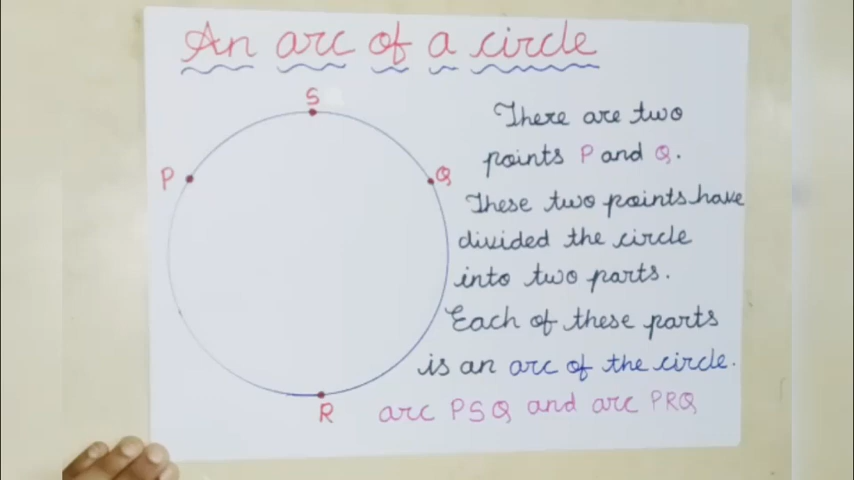 An arc of a circle
S
P
Q
R
There are two
points P and Q.
These two points have
divided the circle
into two parts.
Each of these parts
is an arc of the circle.
arc PSQ and arc PRQ